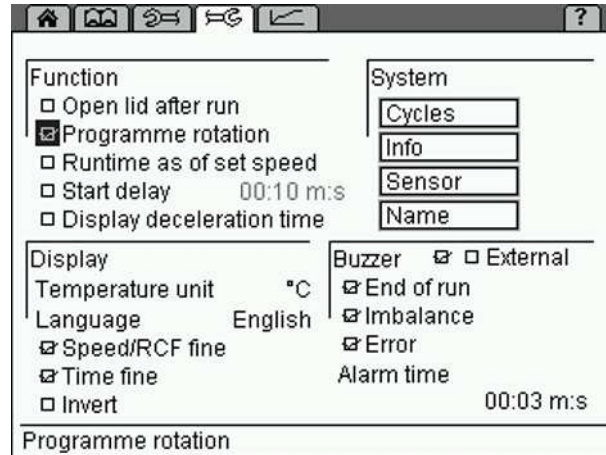 ?
Function
Open lid after run
Programme rotation
Runtime as of set speed
Start delay 00:10 m:s
Display deceleration time
System
Cycles
Info
Sensor
Name
Display
Temperature unit °C
Language English
Speed/RCF fine
Time fine
Invert
Buzzer External
End of run
Imbalance
Error
Alarm time
00:03 m:s
Programme rotation